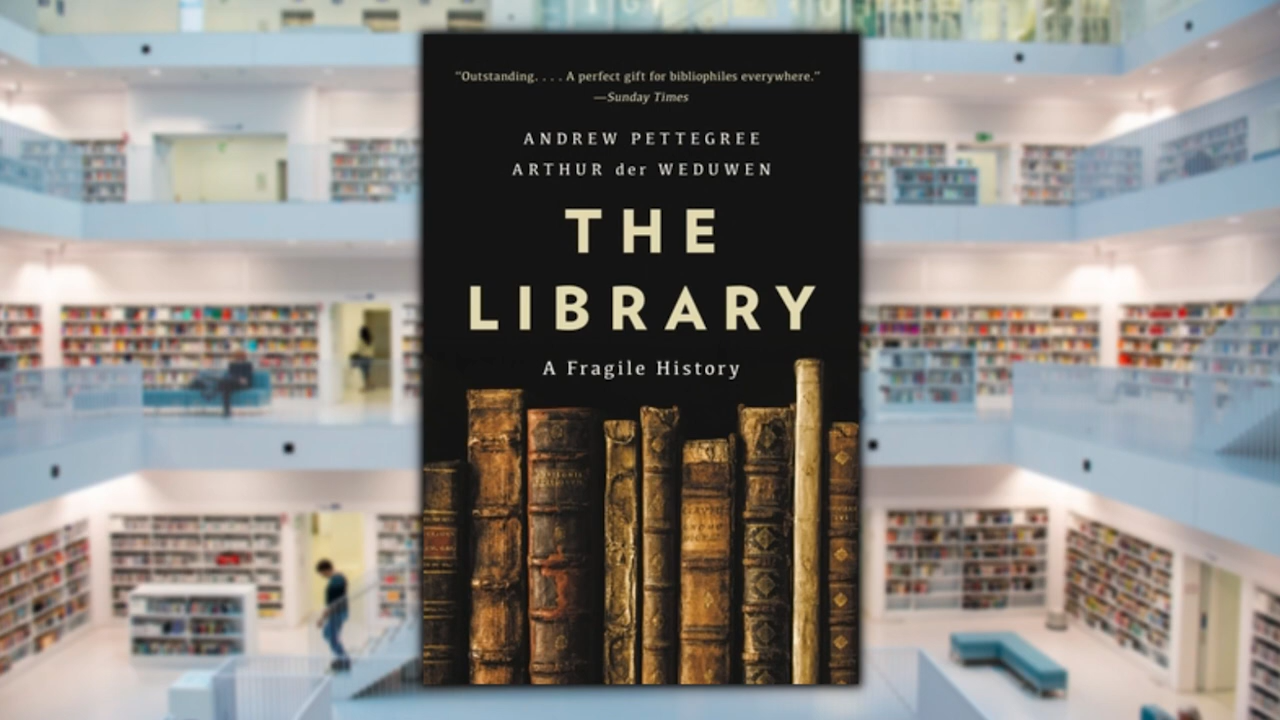 “Outstanding. . . . A perfect gift for bibliophiles everywhere.”
—Sunday Times
ANDREW PETTEGREE
ARTHUR der WEDUWEN
THE
LIBRARY
A Fragile History